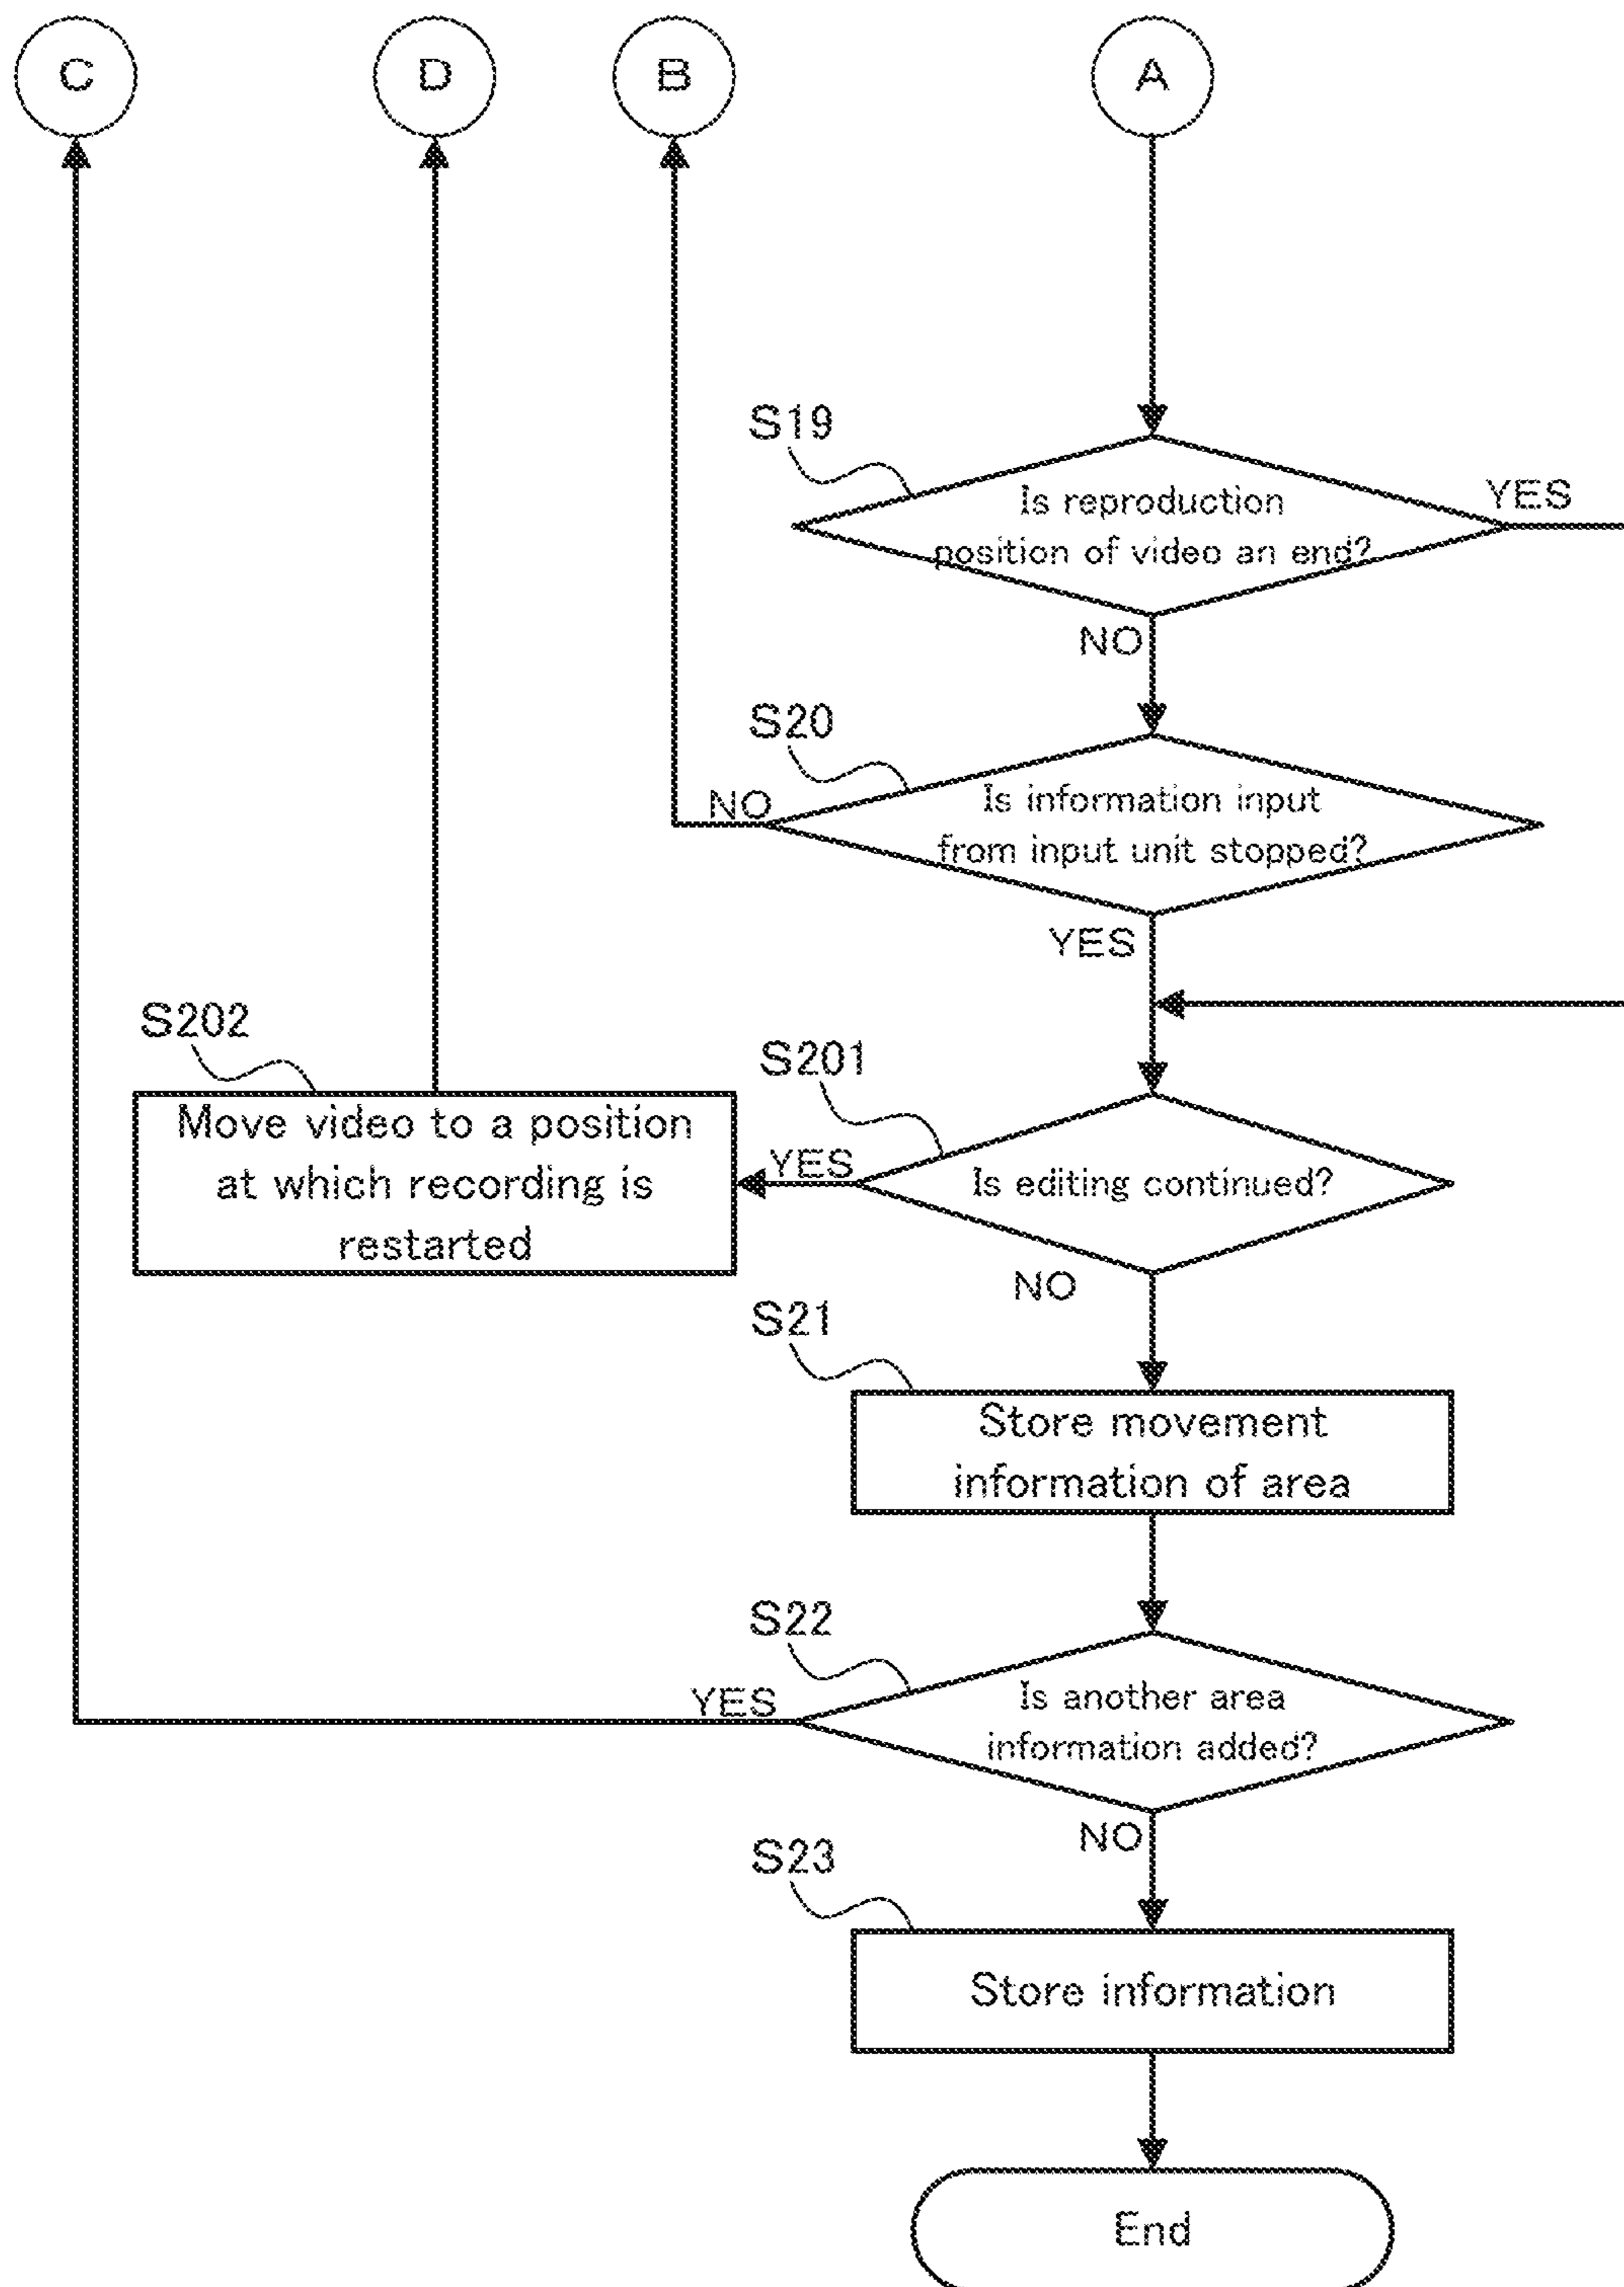 C
D
B
A
S19
Is reproduction
position of video an end?
YES
NO
S20
Is information input
from input unit stopped?
NO
YES
S202
Move video to a position
at which recording is
restarted
S201
YES
Is editing continued?
NO
S21
Store movement
information of area
S22
YES
Is another area
information added?
NO
S23
Store information
End